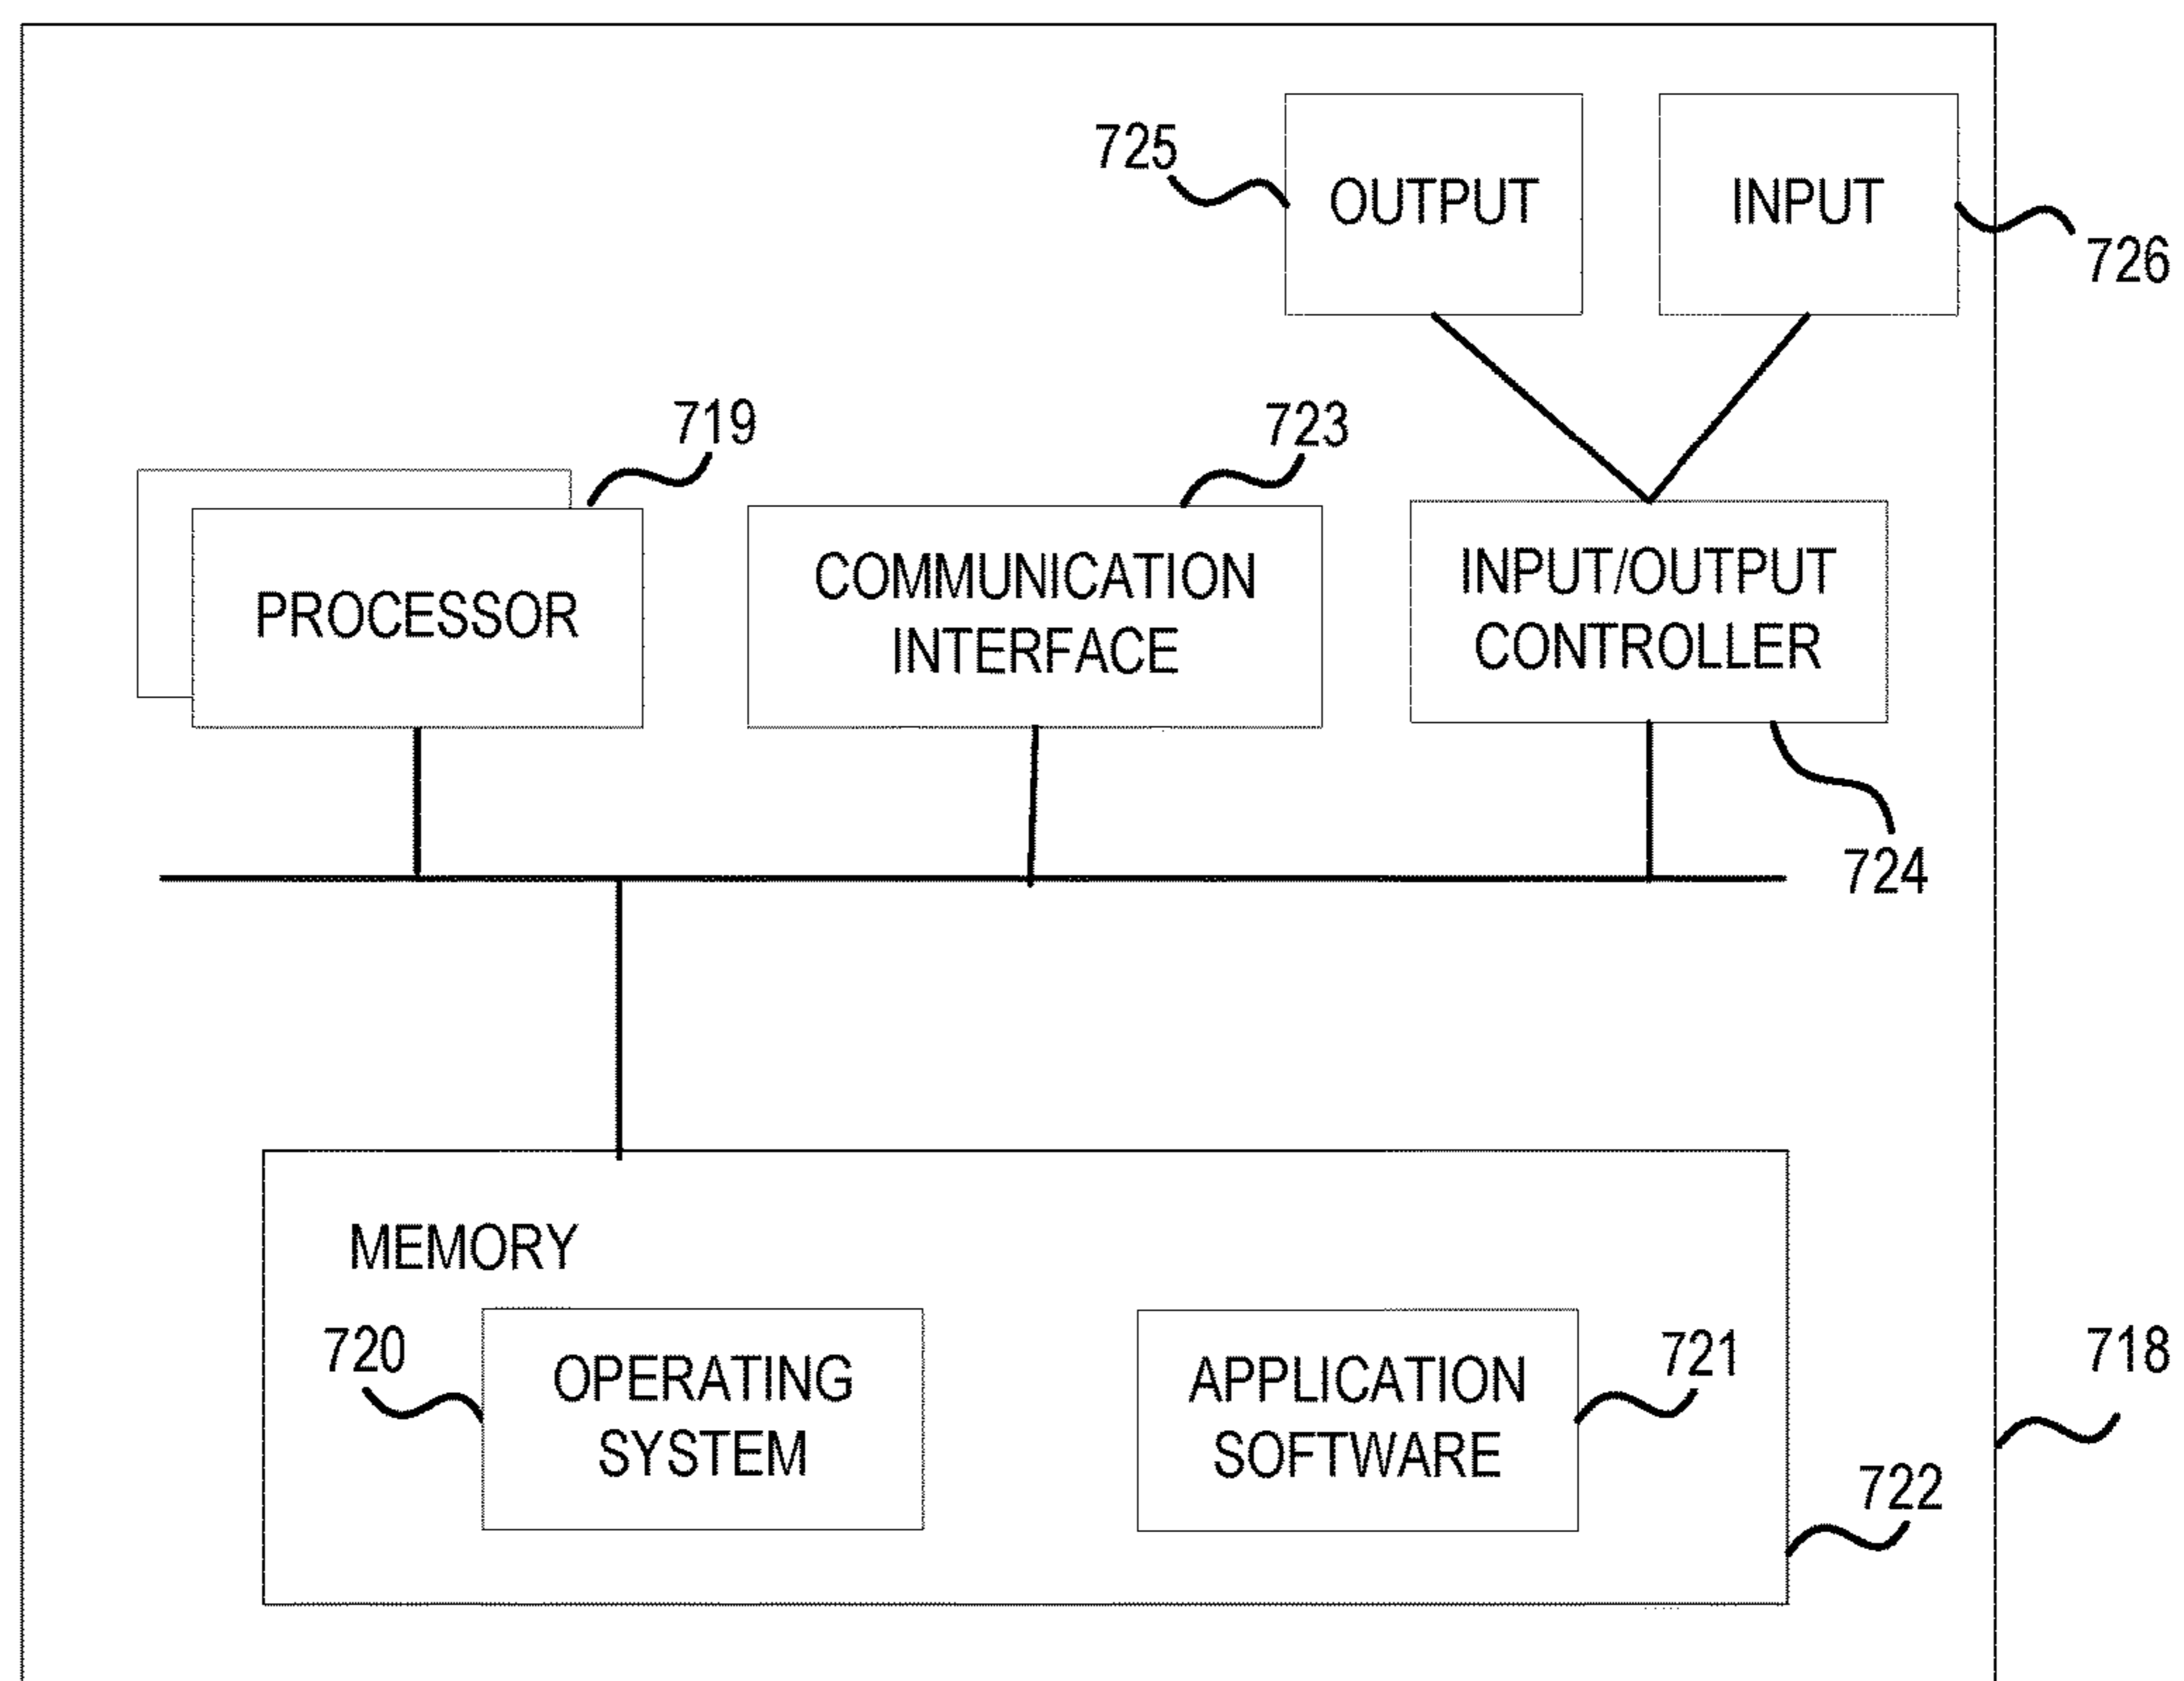 725
OUTPUT
INPUT
726
719
723
PROCESSOR
COMMUNICATION
INTERFACE
INPUT/OUTPUT
CONTROLLER
724
MEMORY
720
OPERATING
SYSTEM
APPLICATION
SOFTWARE
721
718
722